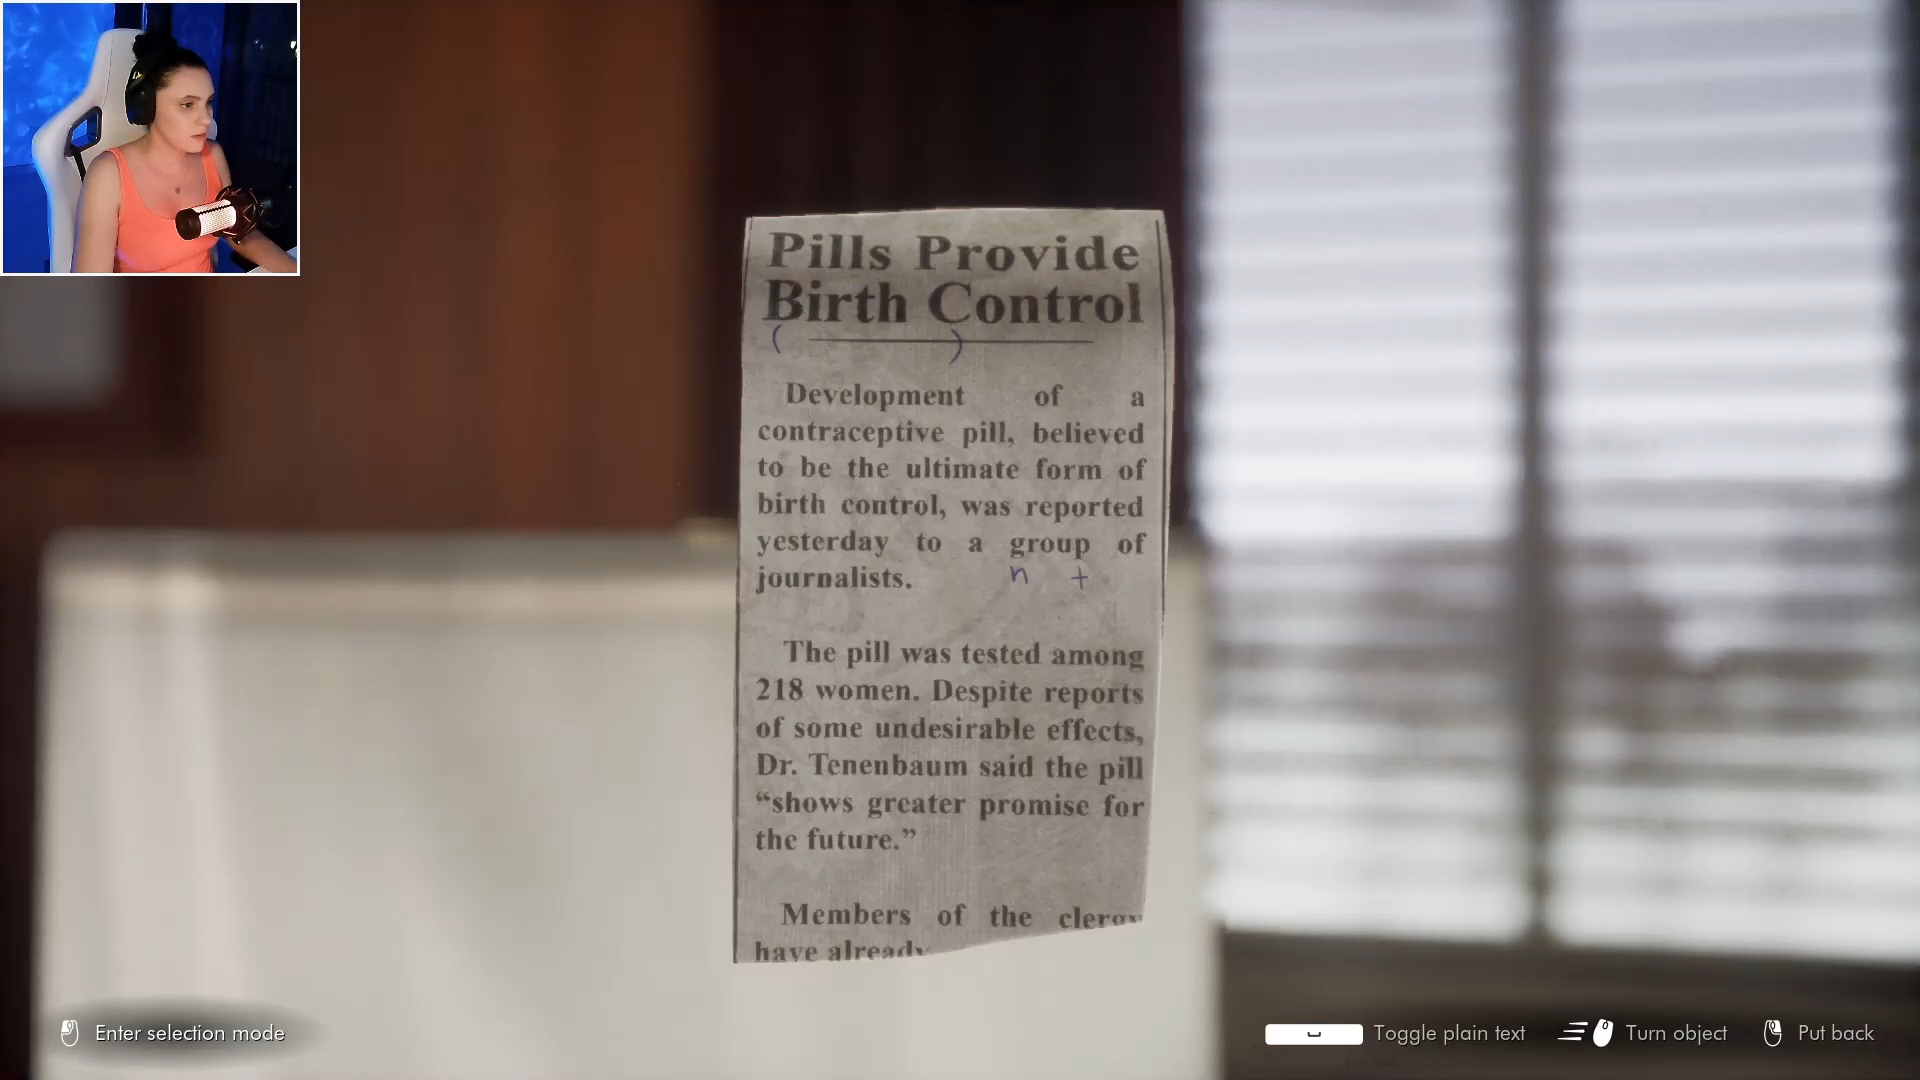 Pills Provide
Birth Control
( )
Development of a
contraceptive pill, believed
to be the ultimate form of
birth control, was reported
yesterday to a group of
journalists. n +
The pill was tested among
218 women. Despite reports
of some undesirable effects,
Dr. Tenenbaum said the pill
“shows greater promise for
the future.”
Members of the clergy
have already
Enter selection mode
Toggle plain text
Turn object
Put back